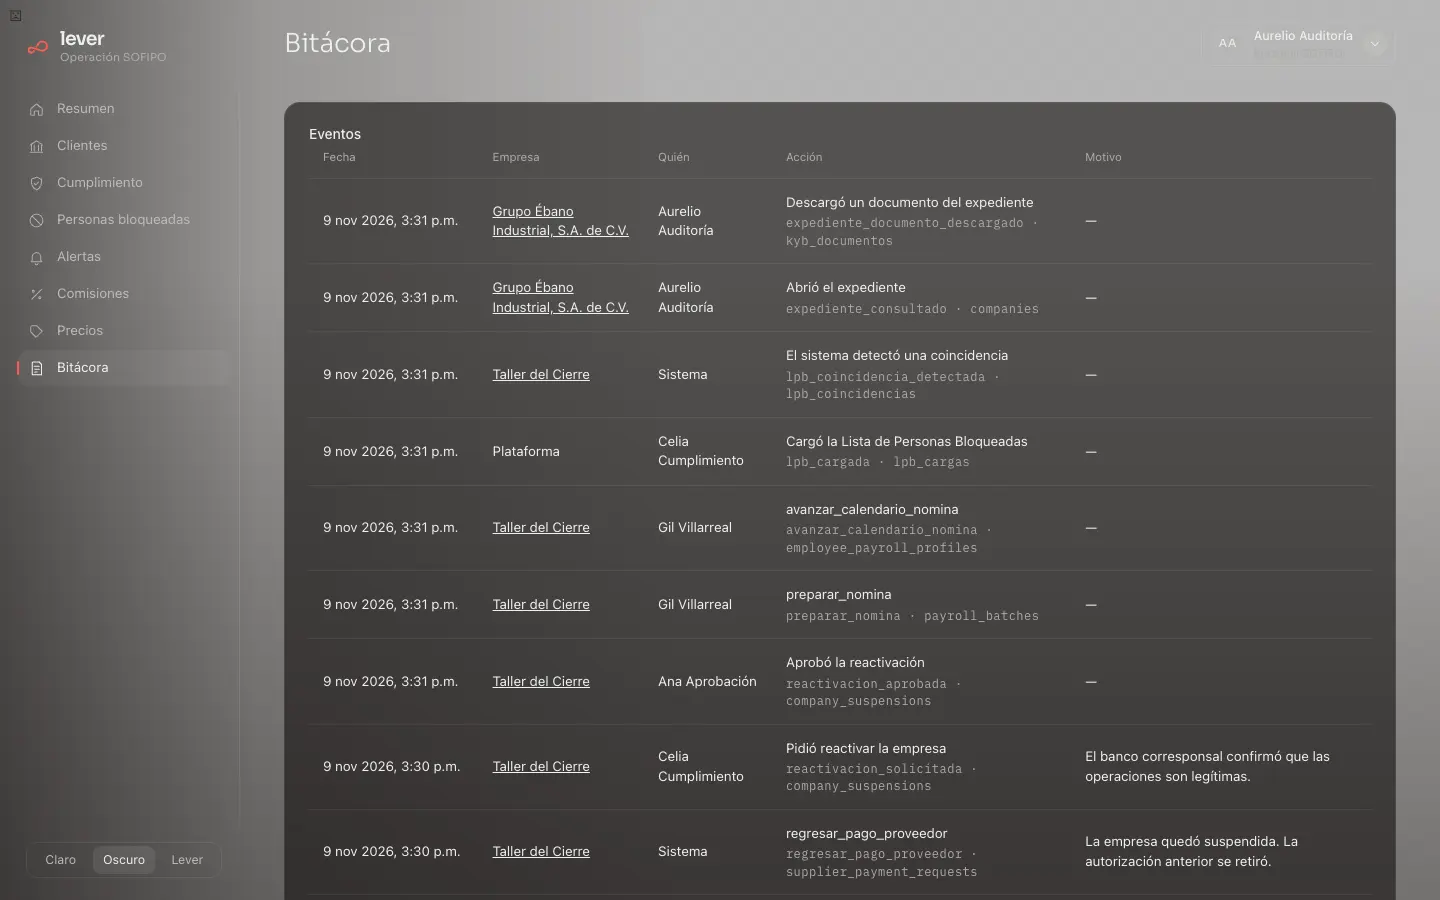 lever
Operación SOFIPO
Bitácora
AA
Aurelio Auditoría
Resumen
Clientes
Cumplimiento
Personas bloqueadas
Alertas
Comisiones
Precios
Bitácora
Claro
Oscuro
Lever
Eventos
Fecha
Empresa
Quién
Acción
Motivo
9 nov 2026, 3:31 p.m.
Grupo Ébano
Industrial, S.A. de C.V.
Aurelio
Auditoría
Descargó un documento del expediente
expediente_documento_descargado ·
kyb_documentos
—
9 nov 2026, 3:31 p.m.
Grupo Ébano
Industrial, S.A. de C.V.
Aurelio
Auditoría
Abrió el expediente
expediente_consultado · companies
—
9 nov 2026, 3:31 p.m.
Taller del Cierre
Sistema
El sistema detectó una coincidencia
lpb_coincidencia_detectada ·
lpb_coincidencias
—
9 nov 2026, 3:31 p.m.
Plataforma
Celia
Cumplimiento
Cargó la Lista de Personas Bloqueadas
lpb_cargada · lpb_cargas
—
9 nov 2026, 3:31 p.m.
Taller del Cierre
Gil Villarreal
avanzar_calendario_nomina
avanzar_calendario_nomina ·
employee_payroll_profiles
—
9 nov 2026, 3:31 p.m.
Taller del Cierre
Gil Villarreal
preparar_nomina
preparar_nomina · payroll_batches
—
9 nov 2026, 3:31 p.m.
Taller del Cierre
Ana Aprobación
Aprobó la reactivación
reactivacion_aprobada ·
company_suspensions
—
9 nov 2026, 3:30 p.m.
Taller del Cierre
Celia
Cumplimiento
Pidió reactivar la empresa
reactivacion_solicitada ·
company_suspensions
El banco corresponsal confirmó que las
operaciones son legítimas.
9 nov 2026, 3:30 p.m.
Taller del Cierre
Sistema
regresar_pago_proveedor
regresar_pago_proveedor ·
supplier_payment_requests
La empresa quedó suspendida. La
autorización anterior se retiró.